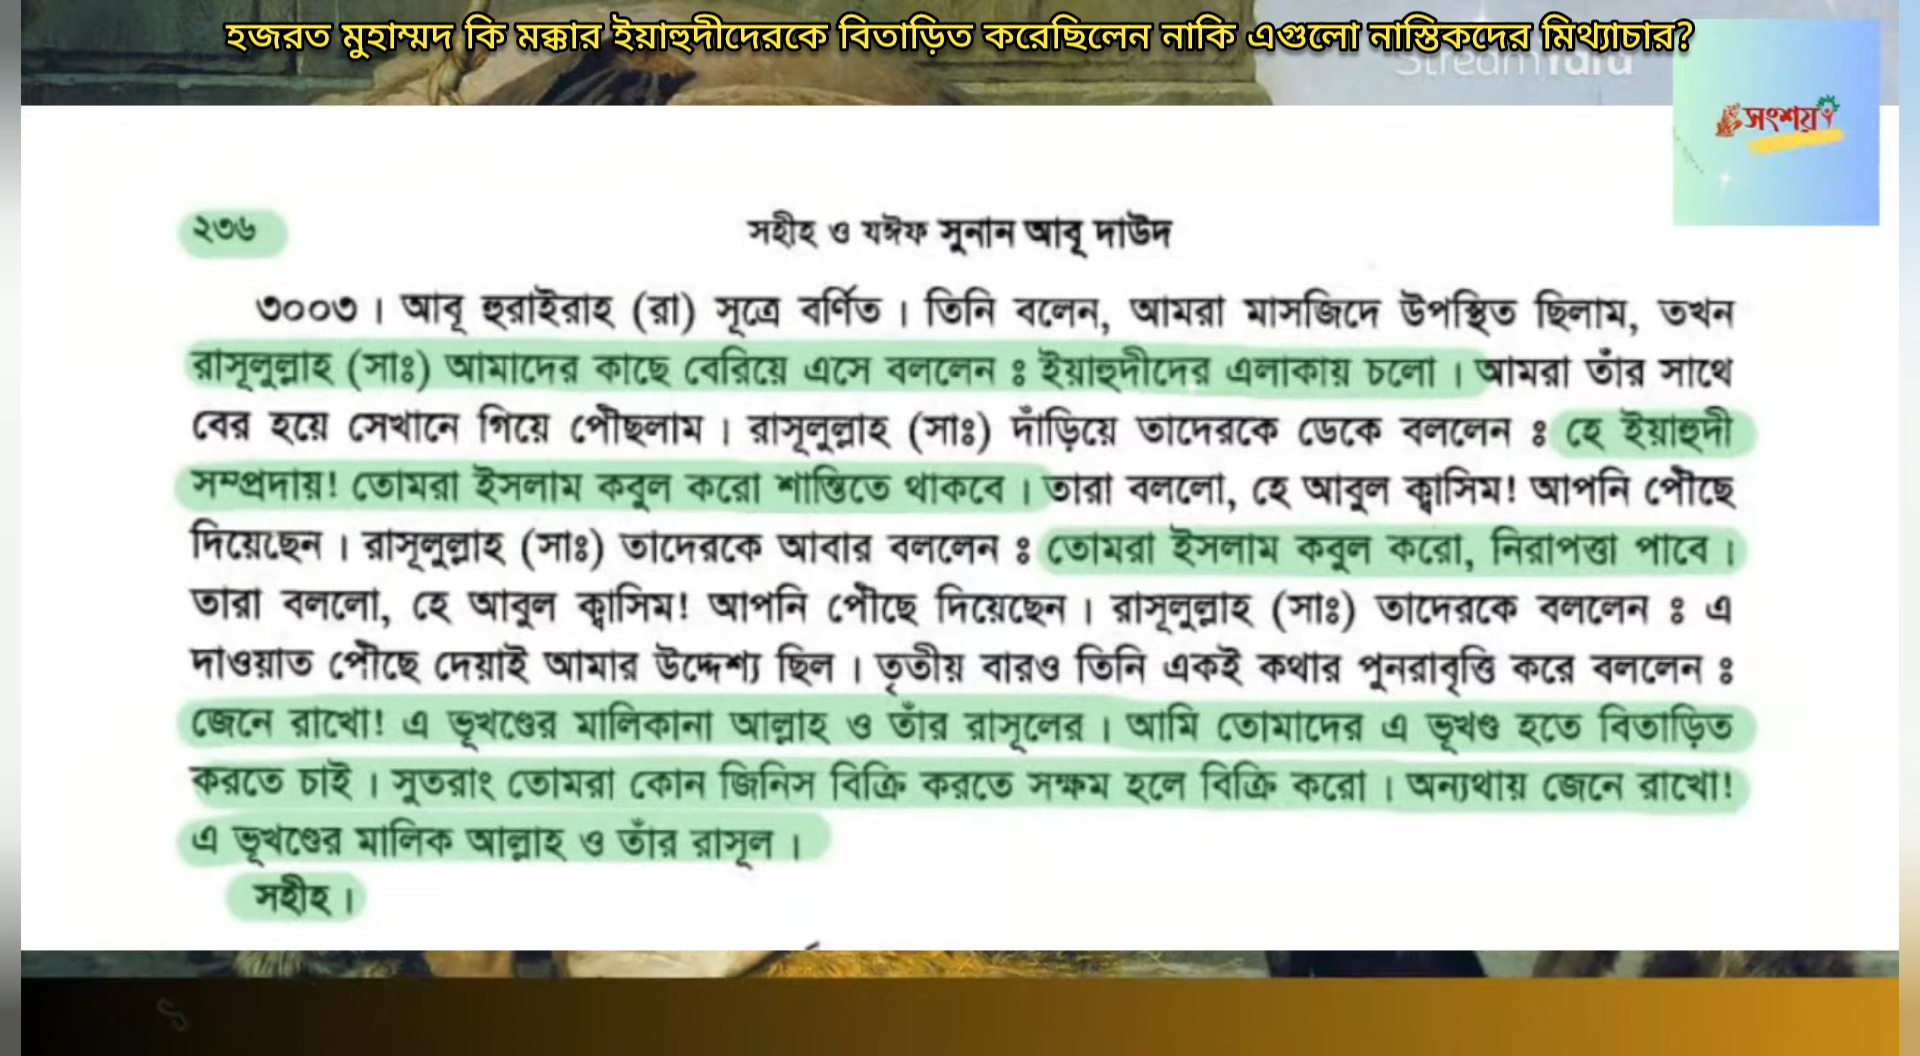 হজরত মুহাম্মদ কি মক্কার ইয়াহুদীদেরকে বিতাড়িত করেছিলেন নাকি এগুলো নাস্তিকদের মিথ্যাচার?
StreamYard
সংশয়
২৩৬
সহীহ ও যঈফ সুনান আবূ দাউদ
৩০০৩। আবূ হুরাইরাহ (রা) সূত্রে বর্ণিত। তিনি বলেন, আমরা মাসজিদে উপস্থিত ছিলাম, তখন
রাসূলুল্লাহ (সাঃ) আমাদের কাছে বেরিয়ে এসে বললেন ঃ ইয়াহুদীদের এলাকায় চলো। আমরা তাঁর সাথে
বের হয়ে সেখানে গিয়ে পৌঁছলাম। রাসূলুল্লাহ (সাঃ) দাঁড়িয়ে তাদেরকে ডেকে বললেন ঃ হে ইয়াহুদী
সম্প্রদায়! তোমরা ইসলাম কবুল করো শান্তিতে থাকবে। তারা বললো, হে আবুল ক্বাসিম! আপনি পৌঁছে
দিয়েছেন। রাসূলুল্লাহ (সাঃ) তাদেরকে আবার বললেন ঃ তোমরা ইসলাম কবুল করো, নিরাপত্তা পাবে।
তারা বললো, হে আবুল ক্বাসিম! আপনি পৌঁছে দিয়েছেন। রাসূলুল্লাহ (সাঃ) তাদেরকে বললেন ঃ এ
দাওয়াত পৌঁছে দেয়াই আমার উদ্দেশ্য ছিল। তৃতীয় বারও তিনি একই কথার পুনরাবৃত্তি করে বললেন ঃ
জেনে রাখো! এ ভূখণ্ডের মালিকানা আল্লাহ ও তাঁর রাসূলের। আমি তোমাদের এ ভূখণ্ড হতে বিতাড়িত
করতে চাই। সুতরাং তোমরা কোন জিনিস বিক্রি করতে সক্ষম হলে বিক্রি করো। অন্যথায় জেনে রাখো!
এ ভূখণ্ডের মালিক আল্লাহ ও তাঁর রাসূল।
সহীহ।